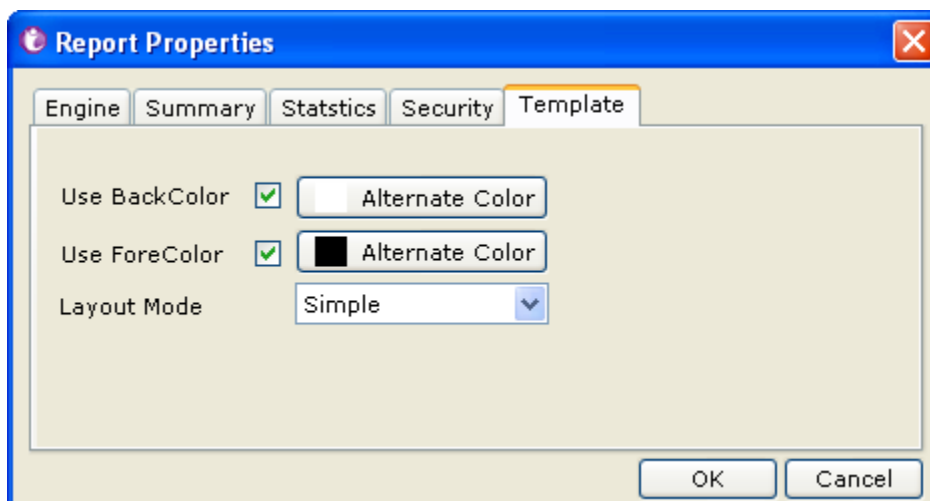 Report Properties
Engine Summary Statstics Security Template
Use BackColor Alternate Color
Use ForeColor Alternate Color
Layout Mode Simple
OK Cancel